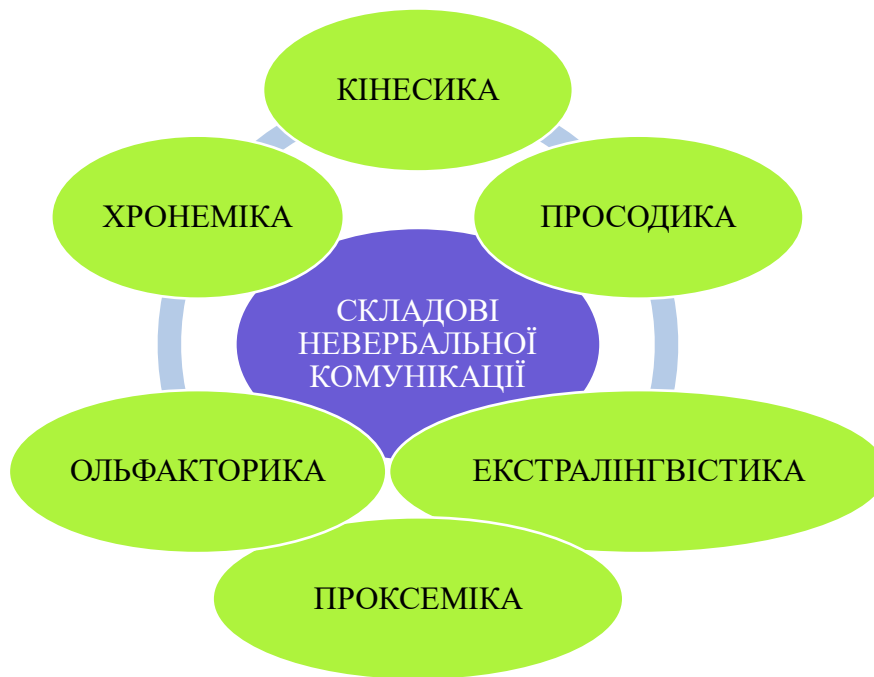 КІНЕСИКА
ХРОНЕМІКА
ПРОСОДИКА
СКЛАДОВІ
НЕВЕРБАЛЬНОЇ
КОМУНІКАЦІЇ
ОЛЬФАКТОРИКА
ЕКСТРАЛІНГВІСТИКА
ПРОКСЕМІКА